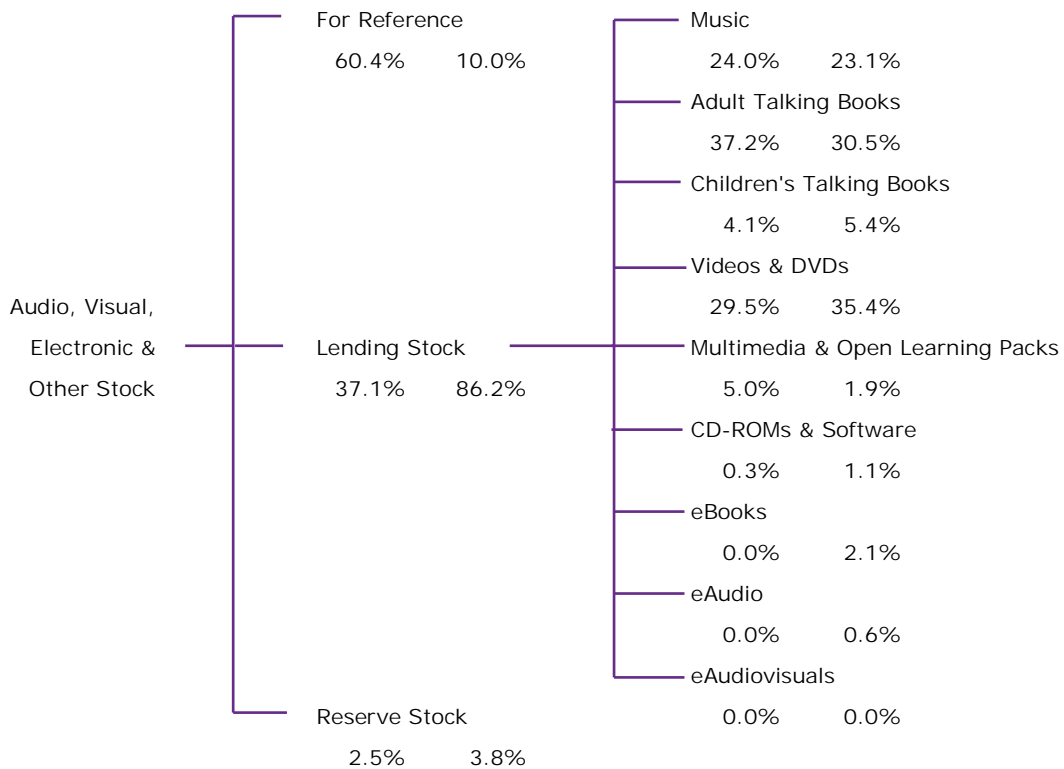 For Reference
60.4% 10.0%
Music
24.0% 23.1%
Adult Talking Books
37.2% 30.5%
Children's Talking Books
4.1% 5.4%
Videos & DVDs
29.5% 35.4%
Audio, Visual,
Electronic &
Other Stock
Lending Stock
37.1% 86.2%
Multimedia & Open Learning Packs
5.0% 1.9%
CD-ROMs & Software
0.3% 1.1%
eBooks
0.0% 2.1%
eAudio
0.0% 0.6%
eAudiovisuals
0.0% 0.0%
Reserve Stock
2.5% 3.8%